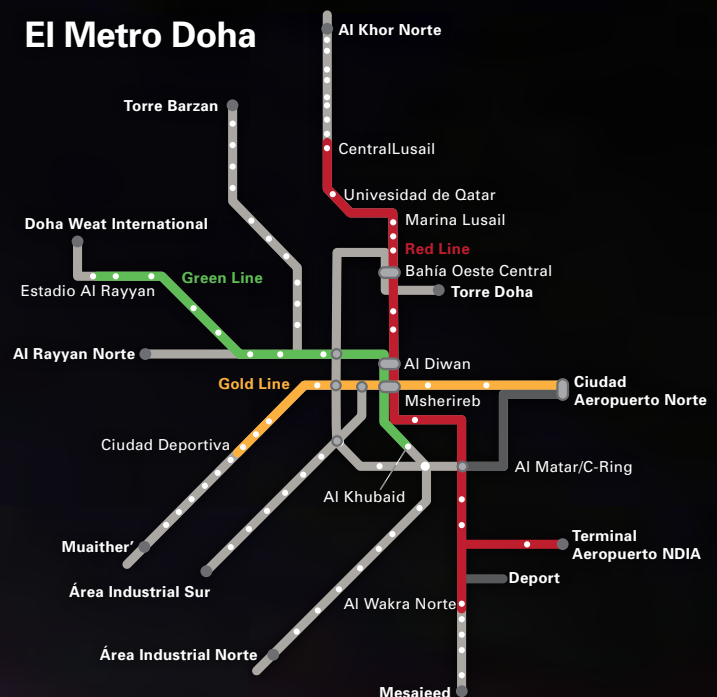 El Metro Doha
Al Khor Norte
Torre Barzan
CentralLusail
Univesidad de Qatar
Doha Weat International
Marina Lusail
Red Line
Bahía Oeste Central
Green Line
Estadio Al Rayyan
Torre Doha
Al Rayyan Norte
Al Diwan
Gold Line
Ciudad
Aeropuerto Norte
Msherireb
Ciudad Deportiva
Al Matar/C-Ring
Al Khubaid
Terminal
Aeropuerto NDIA
Muaither’
Deport
Área Industrial Sur
Al Wakra Norte
Área Industrial Norte
Mesaieed